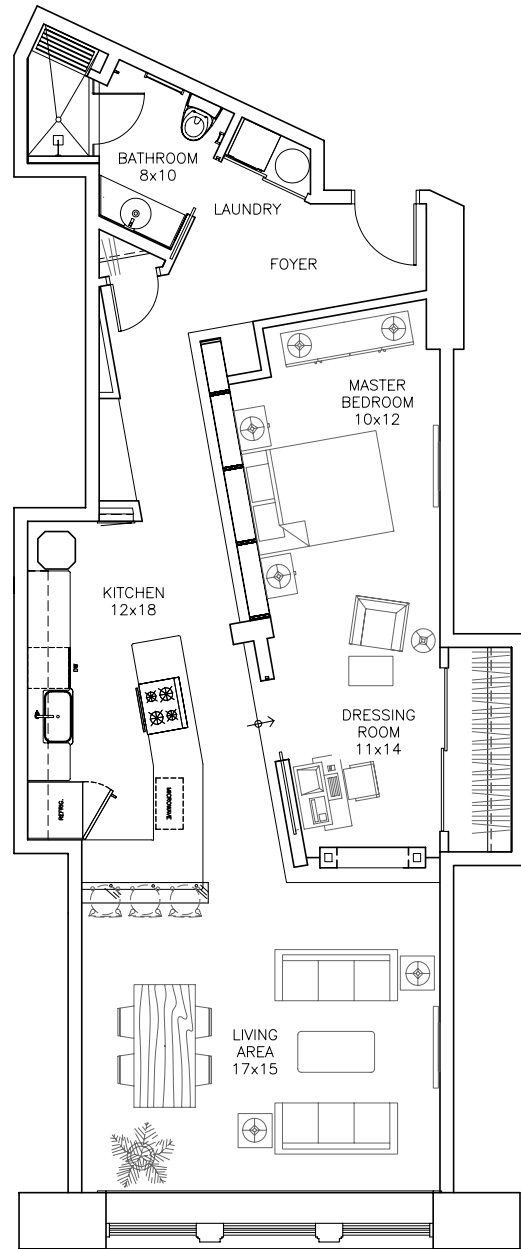 BATHROOM
8x10
LAUNDRY
FOYER
MASTER
BEDROOM
10x12
KITCHEN
12x18
DW
DRESSING
ROOM
11x14
REFRIG.
MICROWAVE
LIVING
AREA
17x15